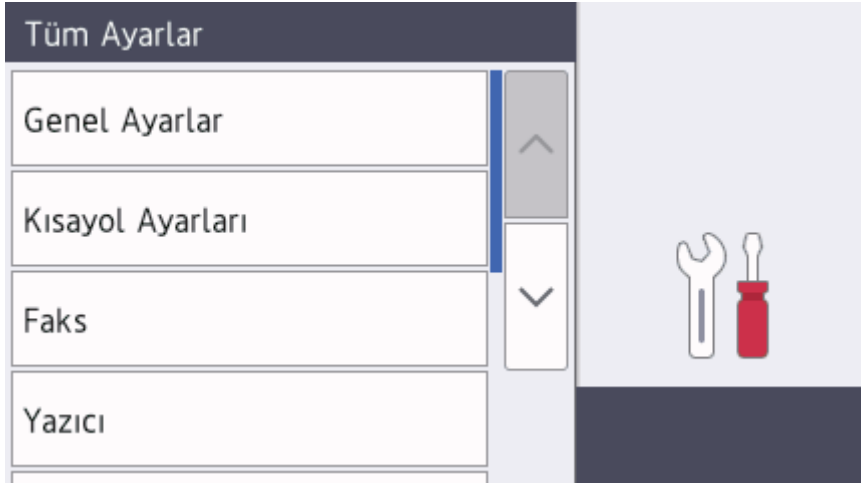 Tüm Ayarlar
Genel Ayarlar
Kısayol Ayarları
Faks
Yazıcı